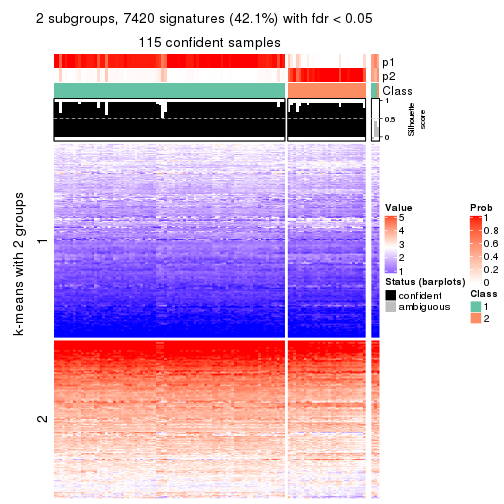 2 subgroups, 7420 signatures (42.1%) with fdr < 0.05
115 confident samples
p1
p2
Class
1
0.5
0
Silhouette
score
k-means with 2 groups
1
2
Value
5
4
3
2
1
Status (barplots)
confident
ambiguous
Prob
1
0.8
0.6
0.4
0.2
0
Class
1
2